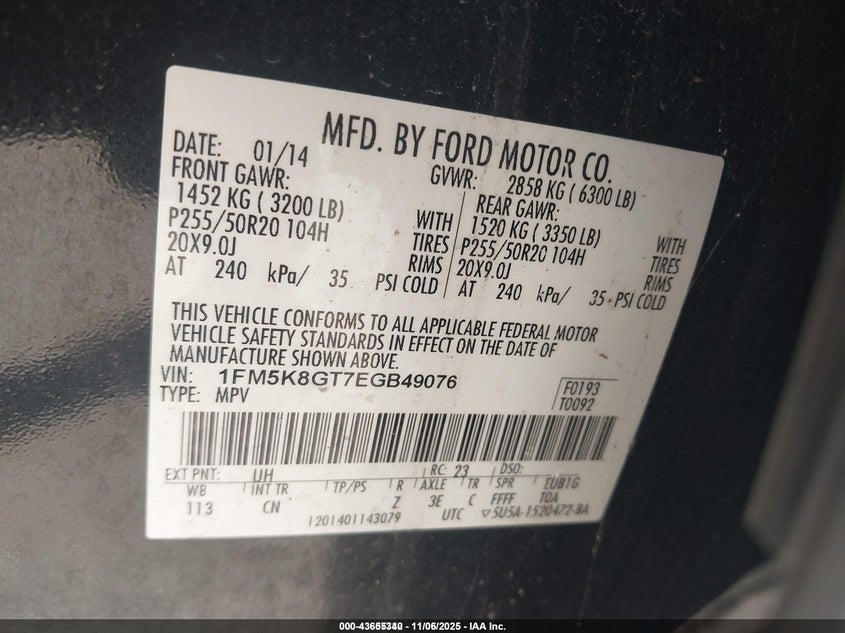 MFD. BY FORD MOTOR CO.
DATE: 01/14 GVWR: 2858 KG ( 6300 LB)
FRONT GAWR: REAR GAWR:
1452 KG ( 3200 LB) WITH 1520 KG ( 3350 LB) WITH
P255/50R20 104H TIRES P255/50R20 104H TIRES
20X9.0J RIMS 20X9.0J RIMS
AT 240 kPa/ 35 PSI COLD AT 240 kPa/ 35 PSI COLD
THIS VEHICLE CONFORMS TO ALL APPLICABLE FEDERAL MOTOR
VEHICLE SAFETY STANDARDS IN EFFECT ON THE DATE OF
MANUFACTURE SHOWN ABOVE.
VIN: 1FM5K8GT7EGB49076 F0193
TYPE: MPV T0092
EXT PNT: UH RC: 23 DSO:
WB INT TR TP/PS R AXLE TR SPR EUB1G
113 CN Z 3E C FFFF TOA
1201401143079 UTC 5U5A-1520472-BA
11/06/2025 - IAA Inc.